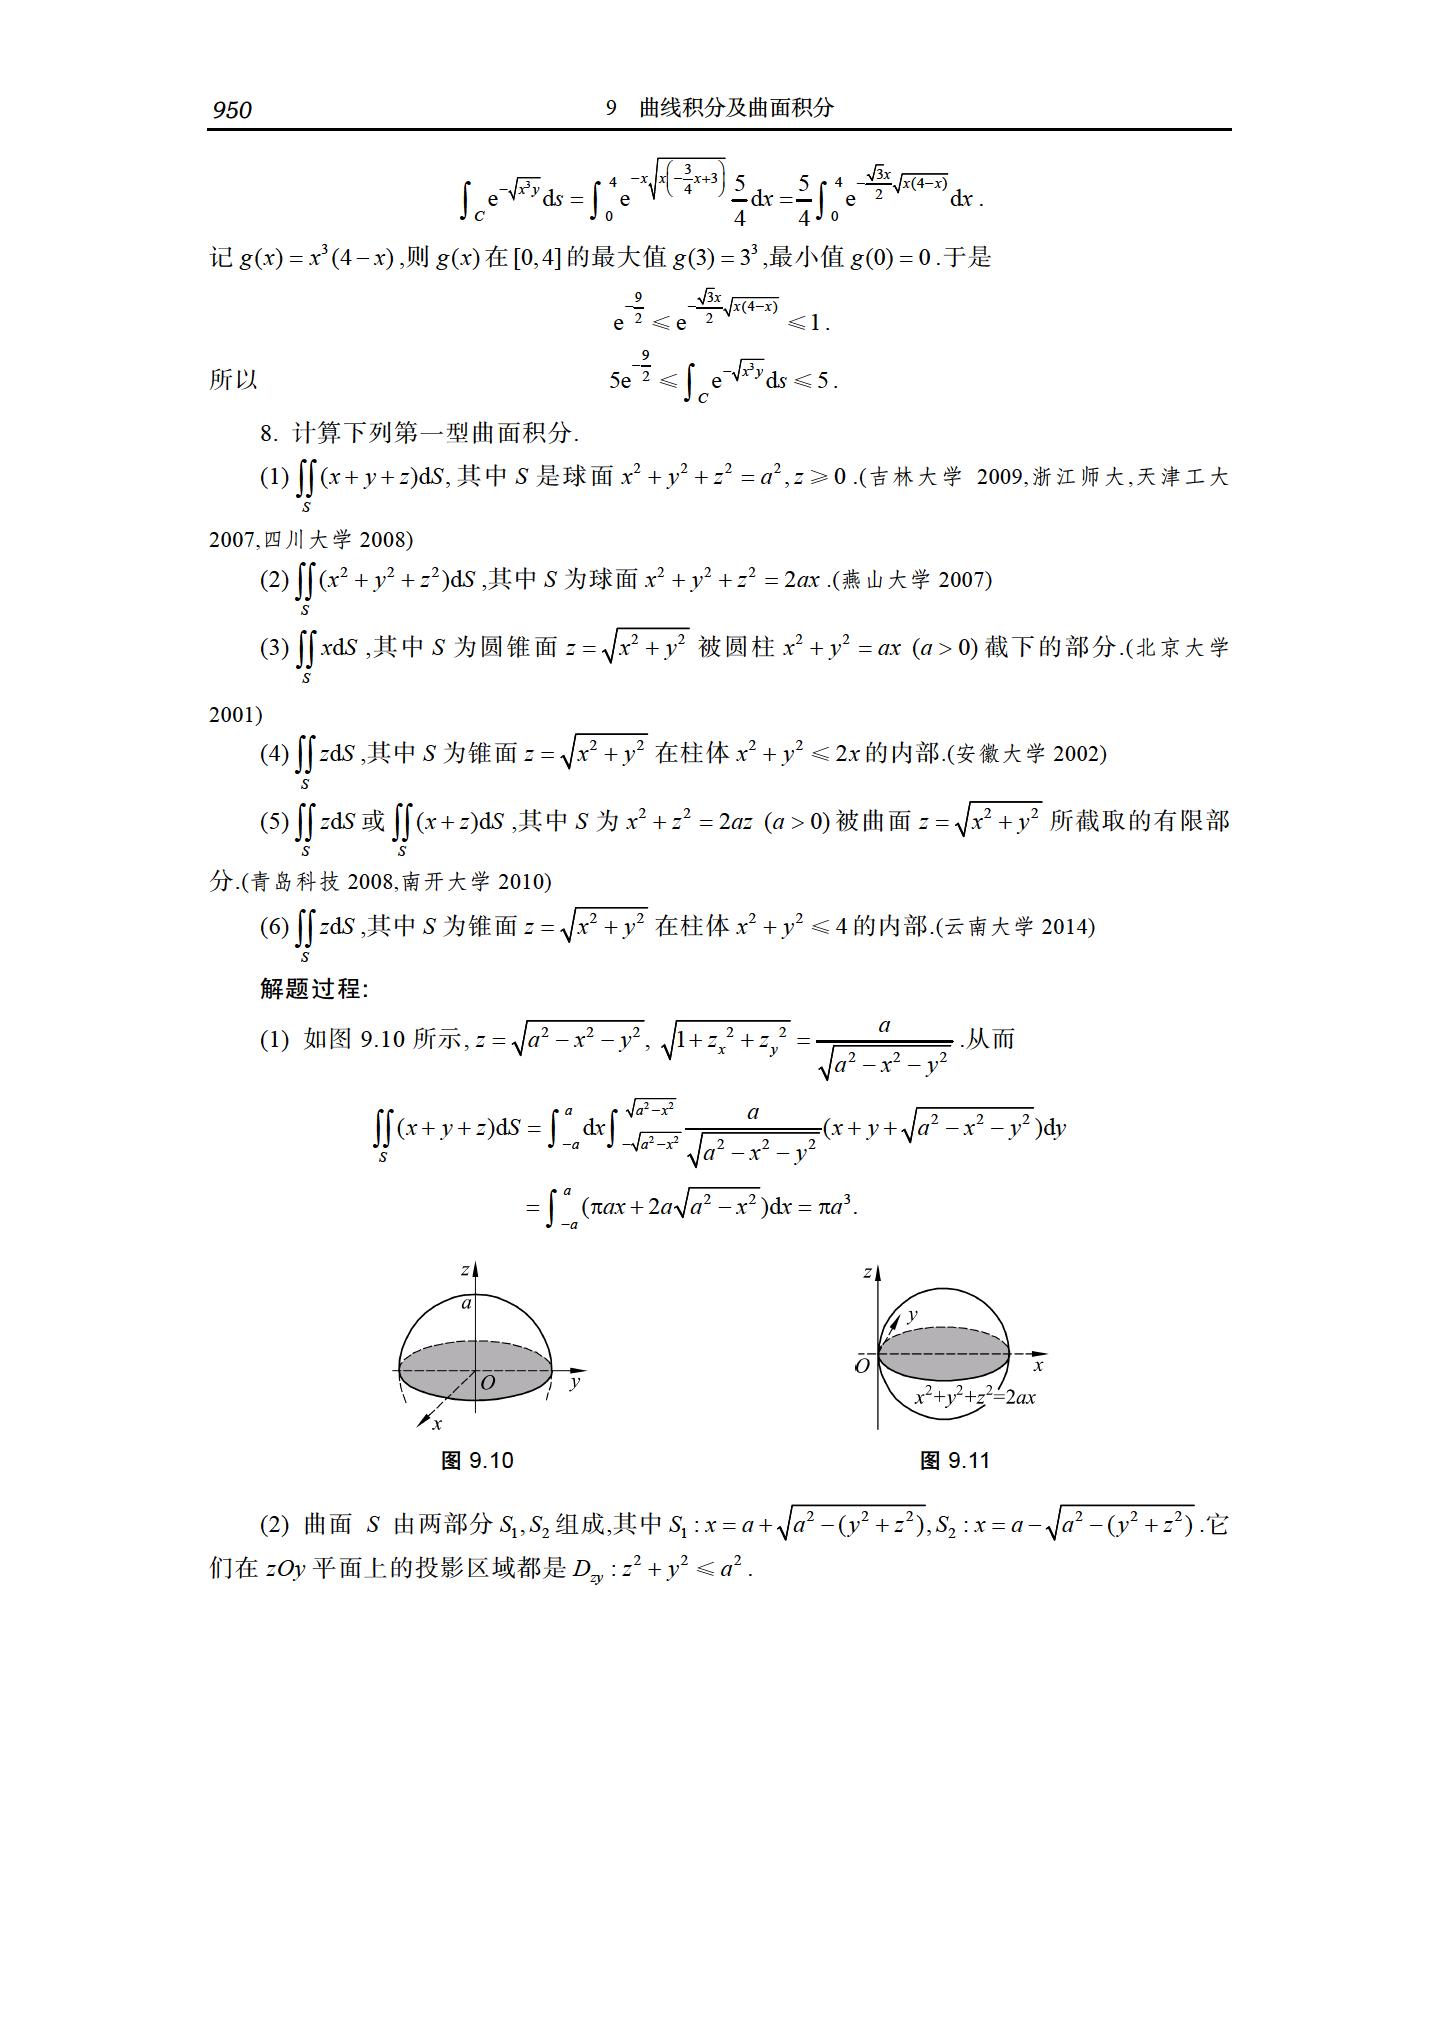 950 9 曲线积分及曲面积分
$\int_C e^{-\sqrt{x^3y}}ds = \int_0^4 e^{-x\sqrt{x\left(-\frac{3}{4}x+3\right)}}\frac{5}{4}dx = \frac{5}{4}\int_0^4 e^{-\frac{\sqrt{3}x}{2}\sqrt{x(4-x)}}dx$.
记 $g(x) = x^3(4-x)$,则 $g(x)$ 在 $[0,4]$ 的最大值 $g(3) = 3^3$,最小值 $g(0) = 0$.于是
$e^{-\frac{9}{2}} \leqslant e^{-\frac{\sqrt{3}x}{2}\sqrt{x(4-x)}} \leqslant 1$.
所以 $5e^{-\frac{9}{2}} \leqslant \int_C e^{-\sqrt{x^3y}}ds \leqslant 5$.
8. 计算下列第一型曲面积分.
(1) $\iint_S (x+y+z)dS$, 其中 $S$ 是球面 $x^2+y^2+z^2=a^2, z\geqslant 0$.(吉林大学 2009,浙江师大,天津工大
2007,四川大学 2008)
(2) $\iint_S (x^2+y^2+z^2)dS$,其中 $S$ 为球面 $x^2+y^2+z^2=2ax$.(燕山大学 2007)
(3) $\iint_S xdS$,其中 $S$ 为圆锥面 $z=\sqrt{x^2+y^2}$ 被圆柱 $x^2+y^2=ax$ $(a>0)$ 截下的部分.(北京大学
2001)
(4) $\iint_S zdS$,其中 $S$ 为锥面 $z=\sqrt{x^2+y^2}$ 在柱体 $x^2+y^2\leqslant 2x$ 的内部.(安徽大学 2002)
(5) $\iint_S zdS$ 或 $\iint_S (x+z)dS$,其中 $S$ 为 $x^2+z^2=2az$ $(a>0)$ 被曲面 $z=\sqrt{x^2+y^2}$ 所截取的有限部
分.(青岛科技 2008,南开大学 2010)
(6) $\iint_S zdS$,其中 $S$ 为锥面 $z=\sqrt{x^2+y^2}$ 在柱体 $x^2+y^2\leqslant 4$ 的内部.(云南大学 2014)
解题过程:
(1) 如图 9.10 所示, $z=\sqrt{a^2-x^2-y^2}$, $\sqrt{1+z_x{}^2+z_y{}^2}=\frac{a}{\sqrt{a^2-x^2-y^2}}$.从而
$\iint_S (x+y+z)dS = \int_{-a}^{a}dx\int_{-\sqrt{a^2-x^2}}^{\sqrt{a^2-x^2}}\frac{a}{\sqrt{a^2-x^2-y^2}}(x+y+\sqrt{a^2-x^2-y^2})dy$
$= \int_{-a}^{a}(\pi ax+2a\sqrt{a^2-x^2})dx = \pi a^3$.
z
a
O
y
x
图 9.10
z
y
O
x
$x^2+y^2+z^2=2ax$
图 9.11
(2) 曲面 $S$ 由两部分 $S_1, S_2$ 组成,其中 $S_1: x=a+\sqrt{a^2-(y^2+z^2)}, S_2: x=a-\sqrt{a^2-(y^2+z^2)}$.它
们在 $zOy$ 平面上的投影区域都是 $D_{zy}: z^2+y^2\leqslant a^2$.